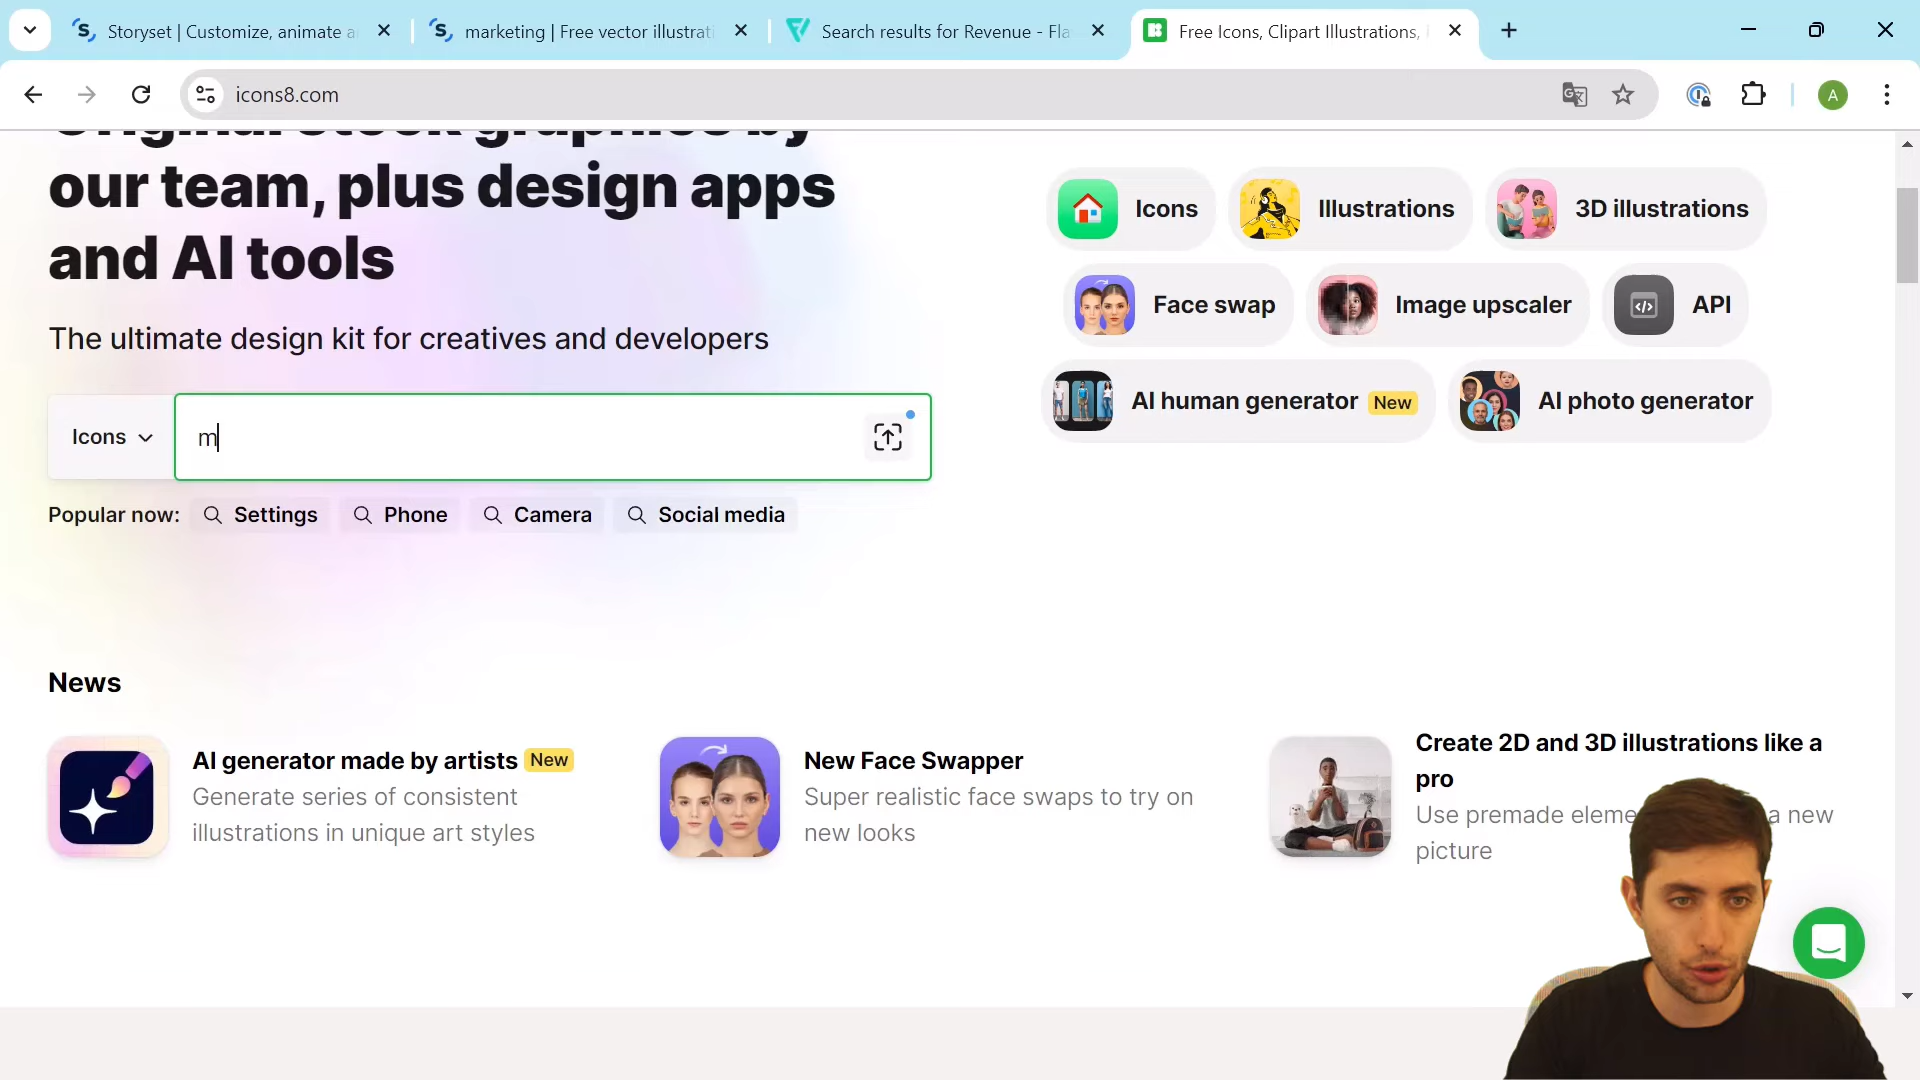 Storyset | Customize, animate a
marketing | Free vector illustrati
Search results for Revenue - Fla
Free Icons, Clipart Illustrations,
icons8.com
A
Original stock graphics by
our team, plus design apps
and AI tools
The ultimate design kit for creatives and developers
Icons
m
Popular now:
Settings
Phone
Camera
Social media
Icons
Illustrations
3D illustrations
Face swap
Image upscaler
API
AI human generator New
AI photo generator
News
AI generator made by artists New
Generate series of consistent
illustrations in unique art styles
New Face Swapper
Super realistic face swaps to try on
new looks
Create 2D and 3D illustrations like a
pro
Use premade eleme a new
picture